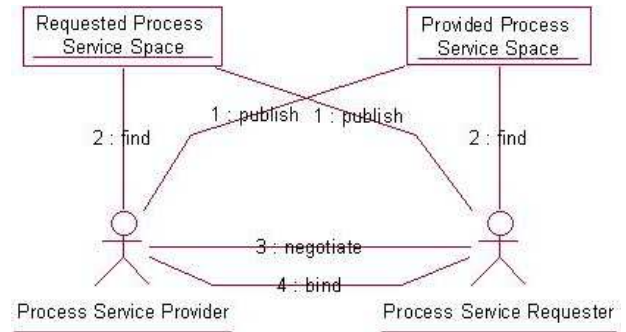 Requested Process
Service Space
Provided Process
Service Space
1 : publish
1 : publish
2 : find
2 : find
3 : negotiate
4 : bind
Process Service Provider
Process Service Requester